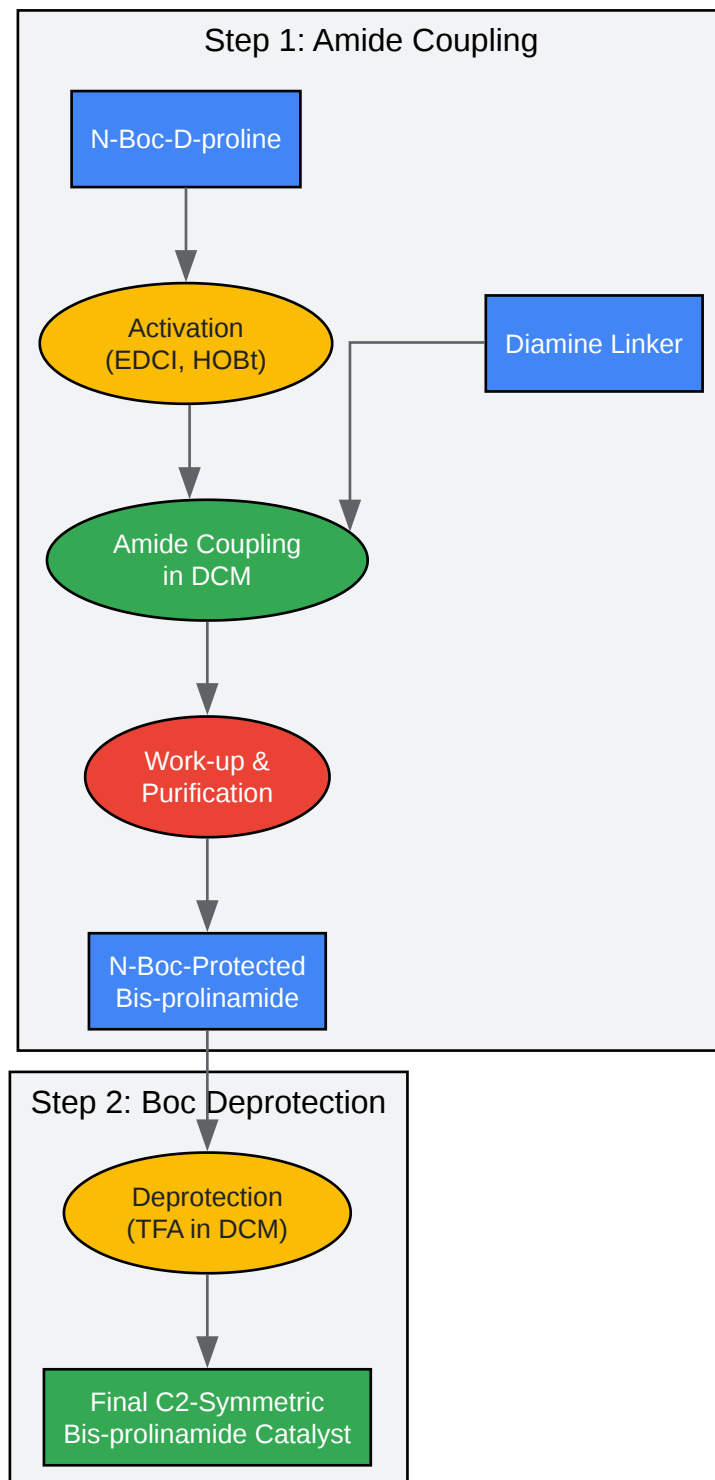 Step 1: Amide Coupling
N-Boc-D-proline
Activation
(EDCI, HOBt)
Diamine Linker
Amide Coupling
in DCM
Work-up &
Purification
N-Boc-Protected
Bis-prolinamide
Step 2: Boc Deprotection
Deprotection
(TFA in DCM)
Final C2-Symmetric
Bis-prolinamide Catalyst